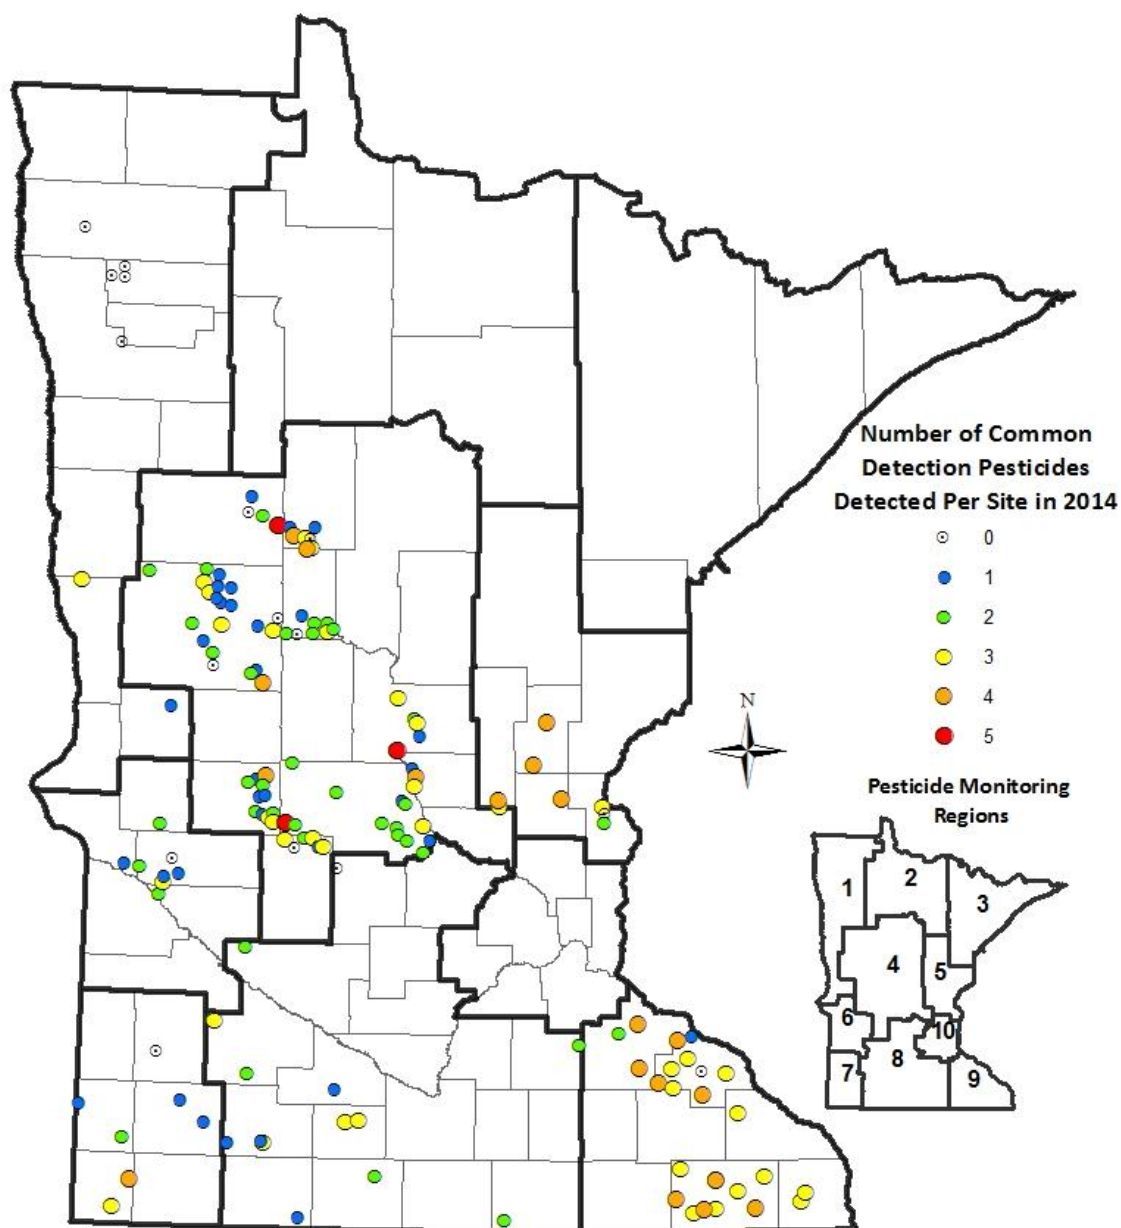 Number of Common
Detection Pesticides
Detected Per Site in 2014
0
1
2
3
4
5
N
Pesticide Monitoring
Regions
1
2
3
4
5
6
10
7
8
9